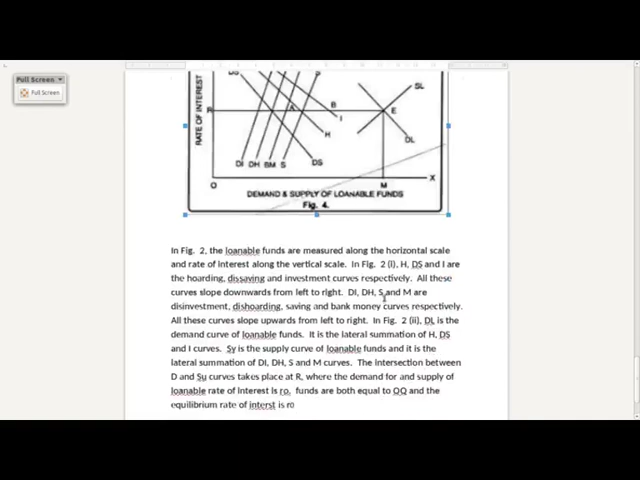 Full Screen
Full Screen
RATE OF INTEREST
DS
S
SL
R
A
B
E
I
H
DL
DI DH BM S DS
O
M
X
DEMAND & SUPPLY OF LOANABLE FUNDS
Fig. 4.
In Fig. 2, the loanable funds are measured along the horizontal scale
and rate of interest along the vertical scale. In Fig. 2 (i), H, DS and I are
the hoarding, dissaving and investment curves respectively. All these
curves slope downwards from left to right. DI, DH, S and M are
disinvestment, dishoarding, saving and bank money curves respectively.
All these curves slope upwards from left to right. In Fig. 2 (ii), DL is the
demand curve of loanable funds. It is the lateral summation of H, DS
and I curves. Sy is the supply curve of loanable funds and it is the
lateral summation of DI, DH, S and M curves. The intersection between
D and Su curves takes place at R, where the demand for and supply of
loanable rate of interest is ro. funds are both equal to QQ and the
equilibrium rate of interst is r0